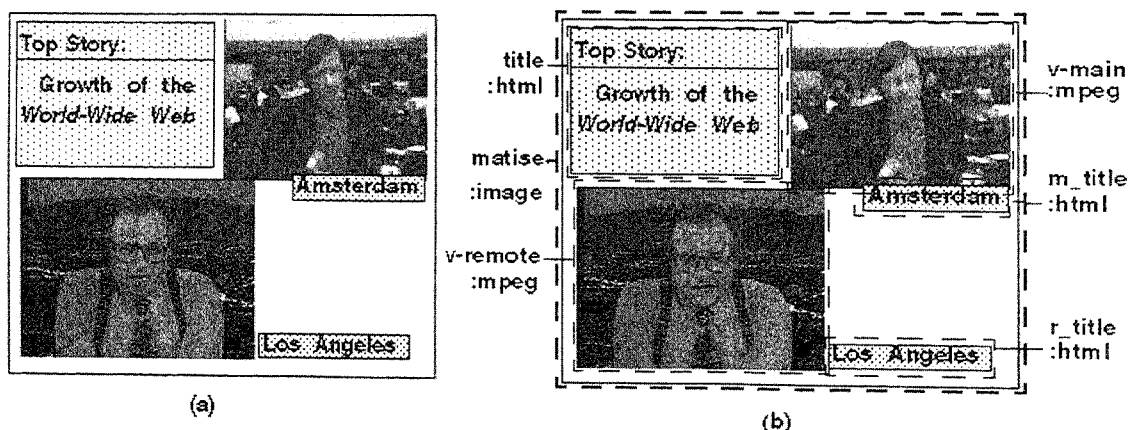 Top Story:
Growth of the
World-Wide Web
Amsterdam
Los Angeles
(a)
title
:html
matise
:image
v-remote
:mpeg
Top Story:
Growth of the
World-Wide Web
Amsterdam
Los Angeles
v-main
:mpeg
m_title
:html
r_title
:html
(b)